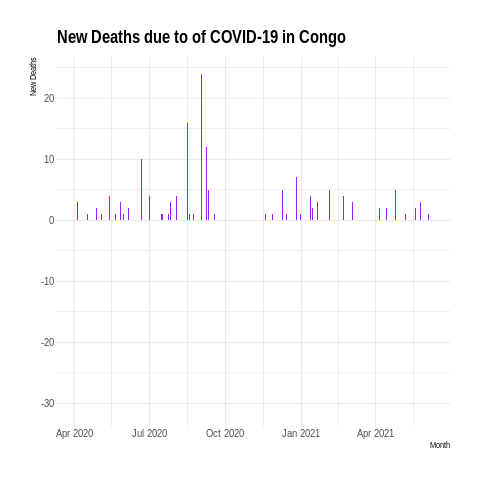 New Deaths due to of COVID-19 in Congo
New Deaths
20
10
0
-10
-20
-30
Apr 2020 Jul 2020 Oct 2020 Jan 2021 Apr 2021
Month